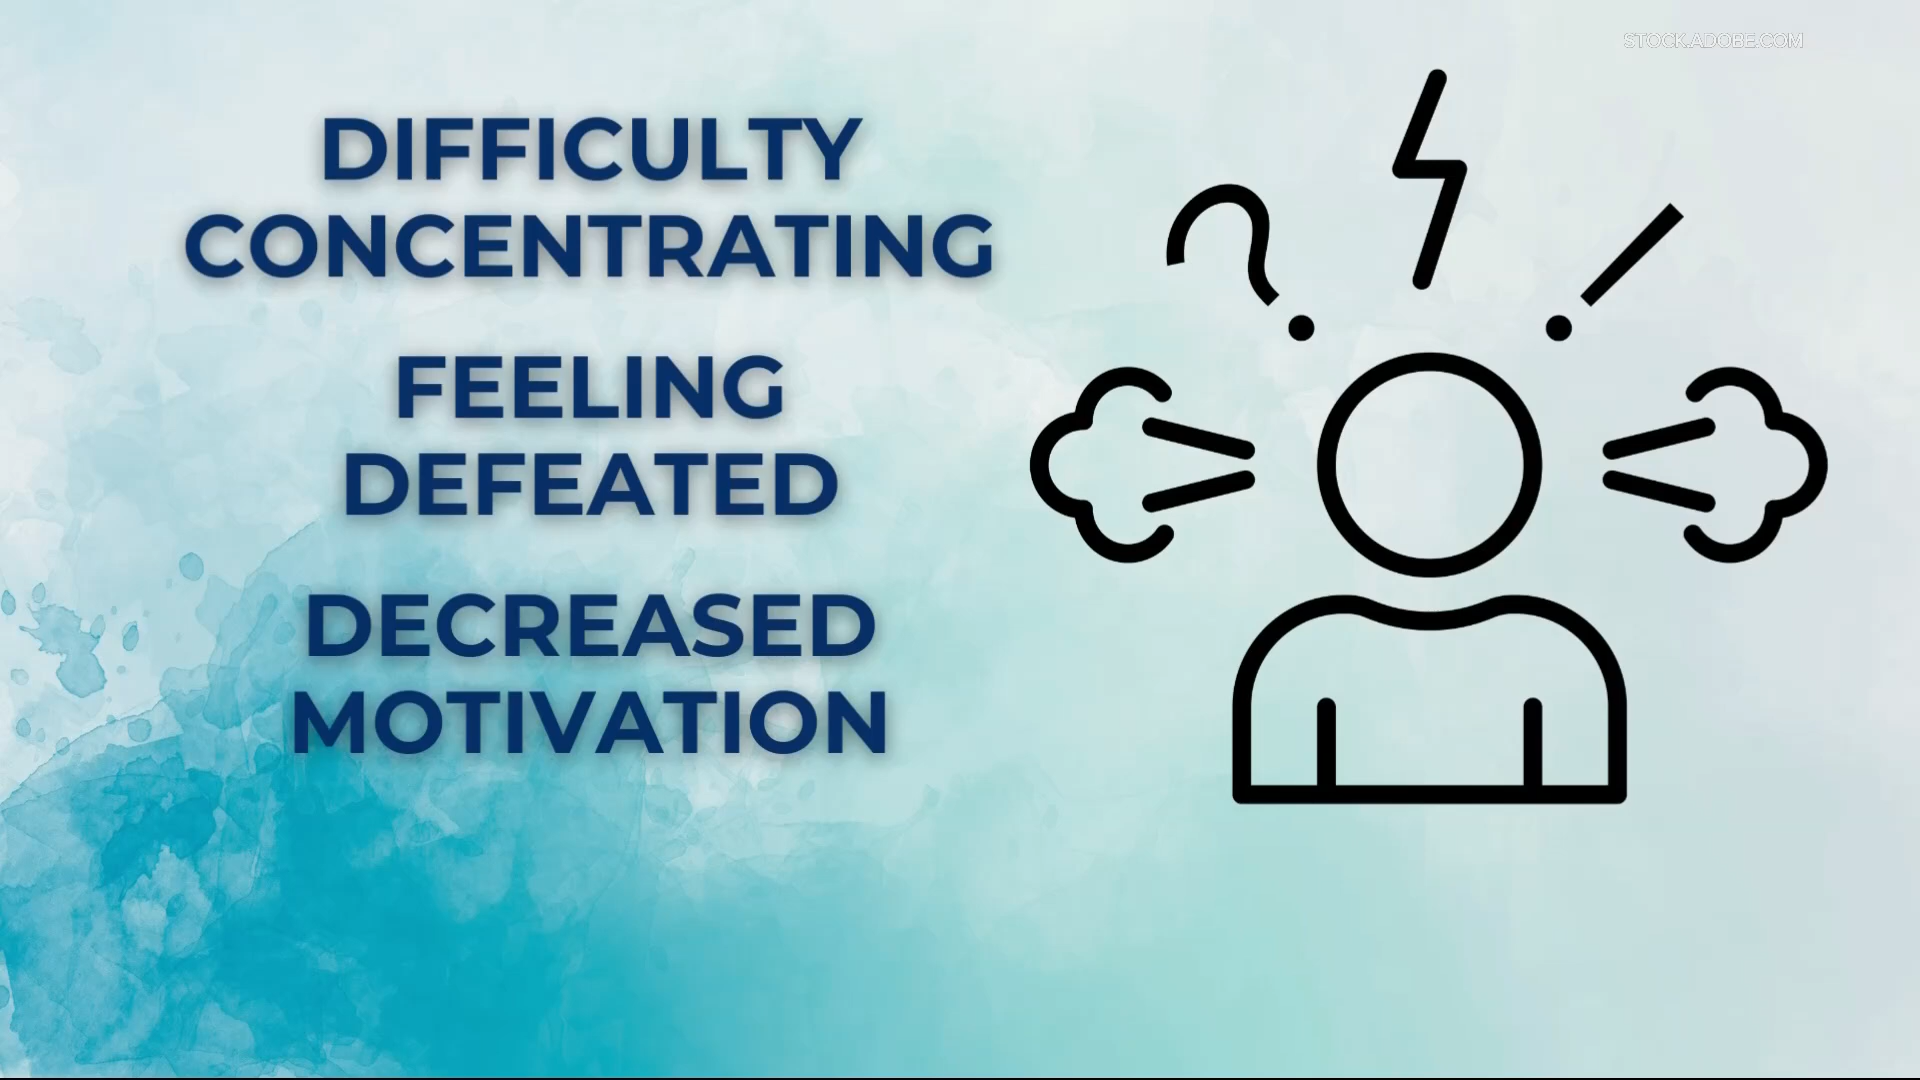 STOCK.ADOBE.COM
DIFFICULTY
CONCENTRATING
FEELING
DEFEATED
DECREASED
MOTIVATION